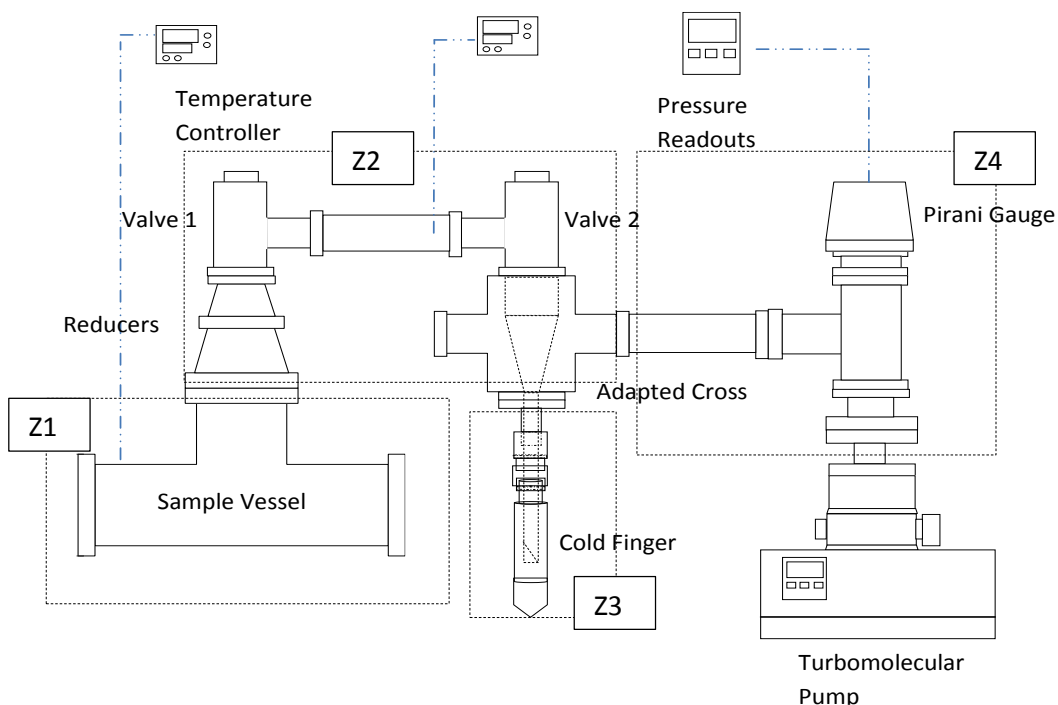 Temperature
Controller
Pressure
Readouts
Z2
Z4
Valve 1
Valve 2
Pirani Gauge
Reducers
Adapted Cross
Z1
Sample Vessel
Cold Finger
Z3
Turbomolecular
Pump